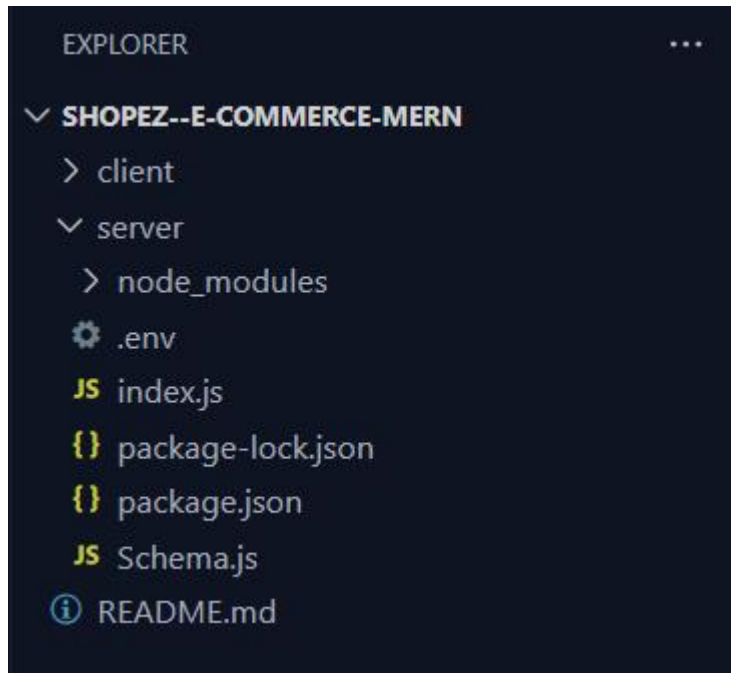 EXPLORER ...
SHOPEZ--E-COMMERCE-MERN
client
server
node_modules
.env
JS index.js
{} package-lock.json
{} package.json
JS Schema.js
README.md